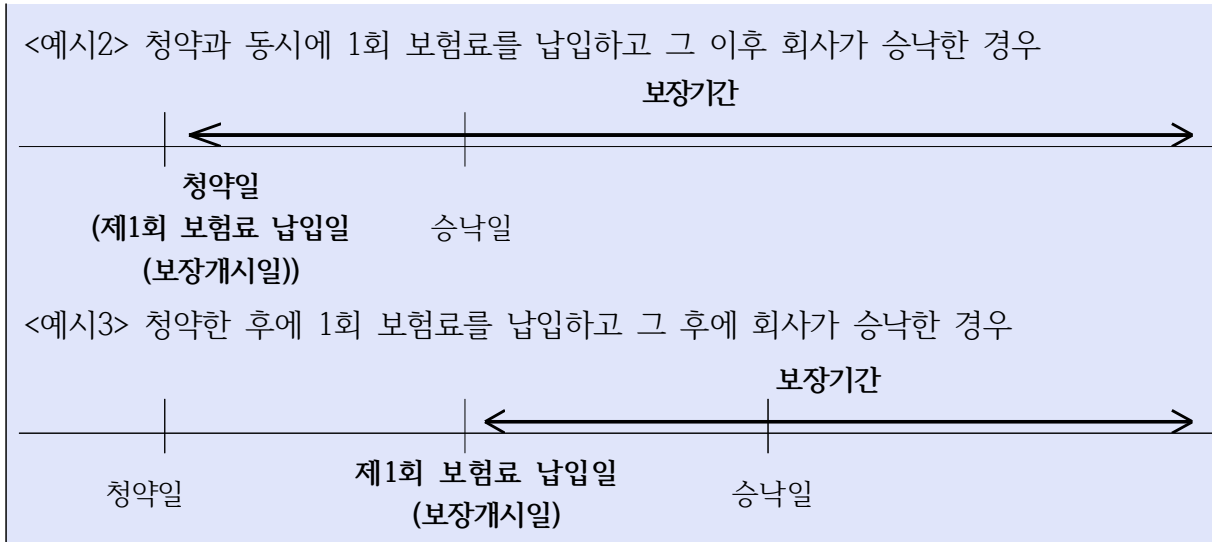 <예시2> 청약과 동시에 1회 보험료를 납입하고 그 이후 회사가 승낙한 경우
보장기간
청약일
(제1회 보험료 납입일 승낙일
(보장개시일))
<예시3> 청약한 후에 1회 보험료를 납입하고 그 후에 회사가 승낙한 경우
보장기간
청약일 제1회 보험료 납입일 승낙일
(보장개시일)